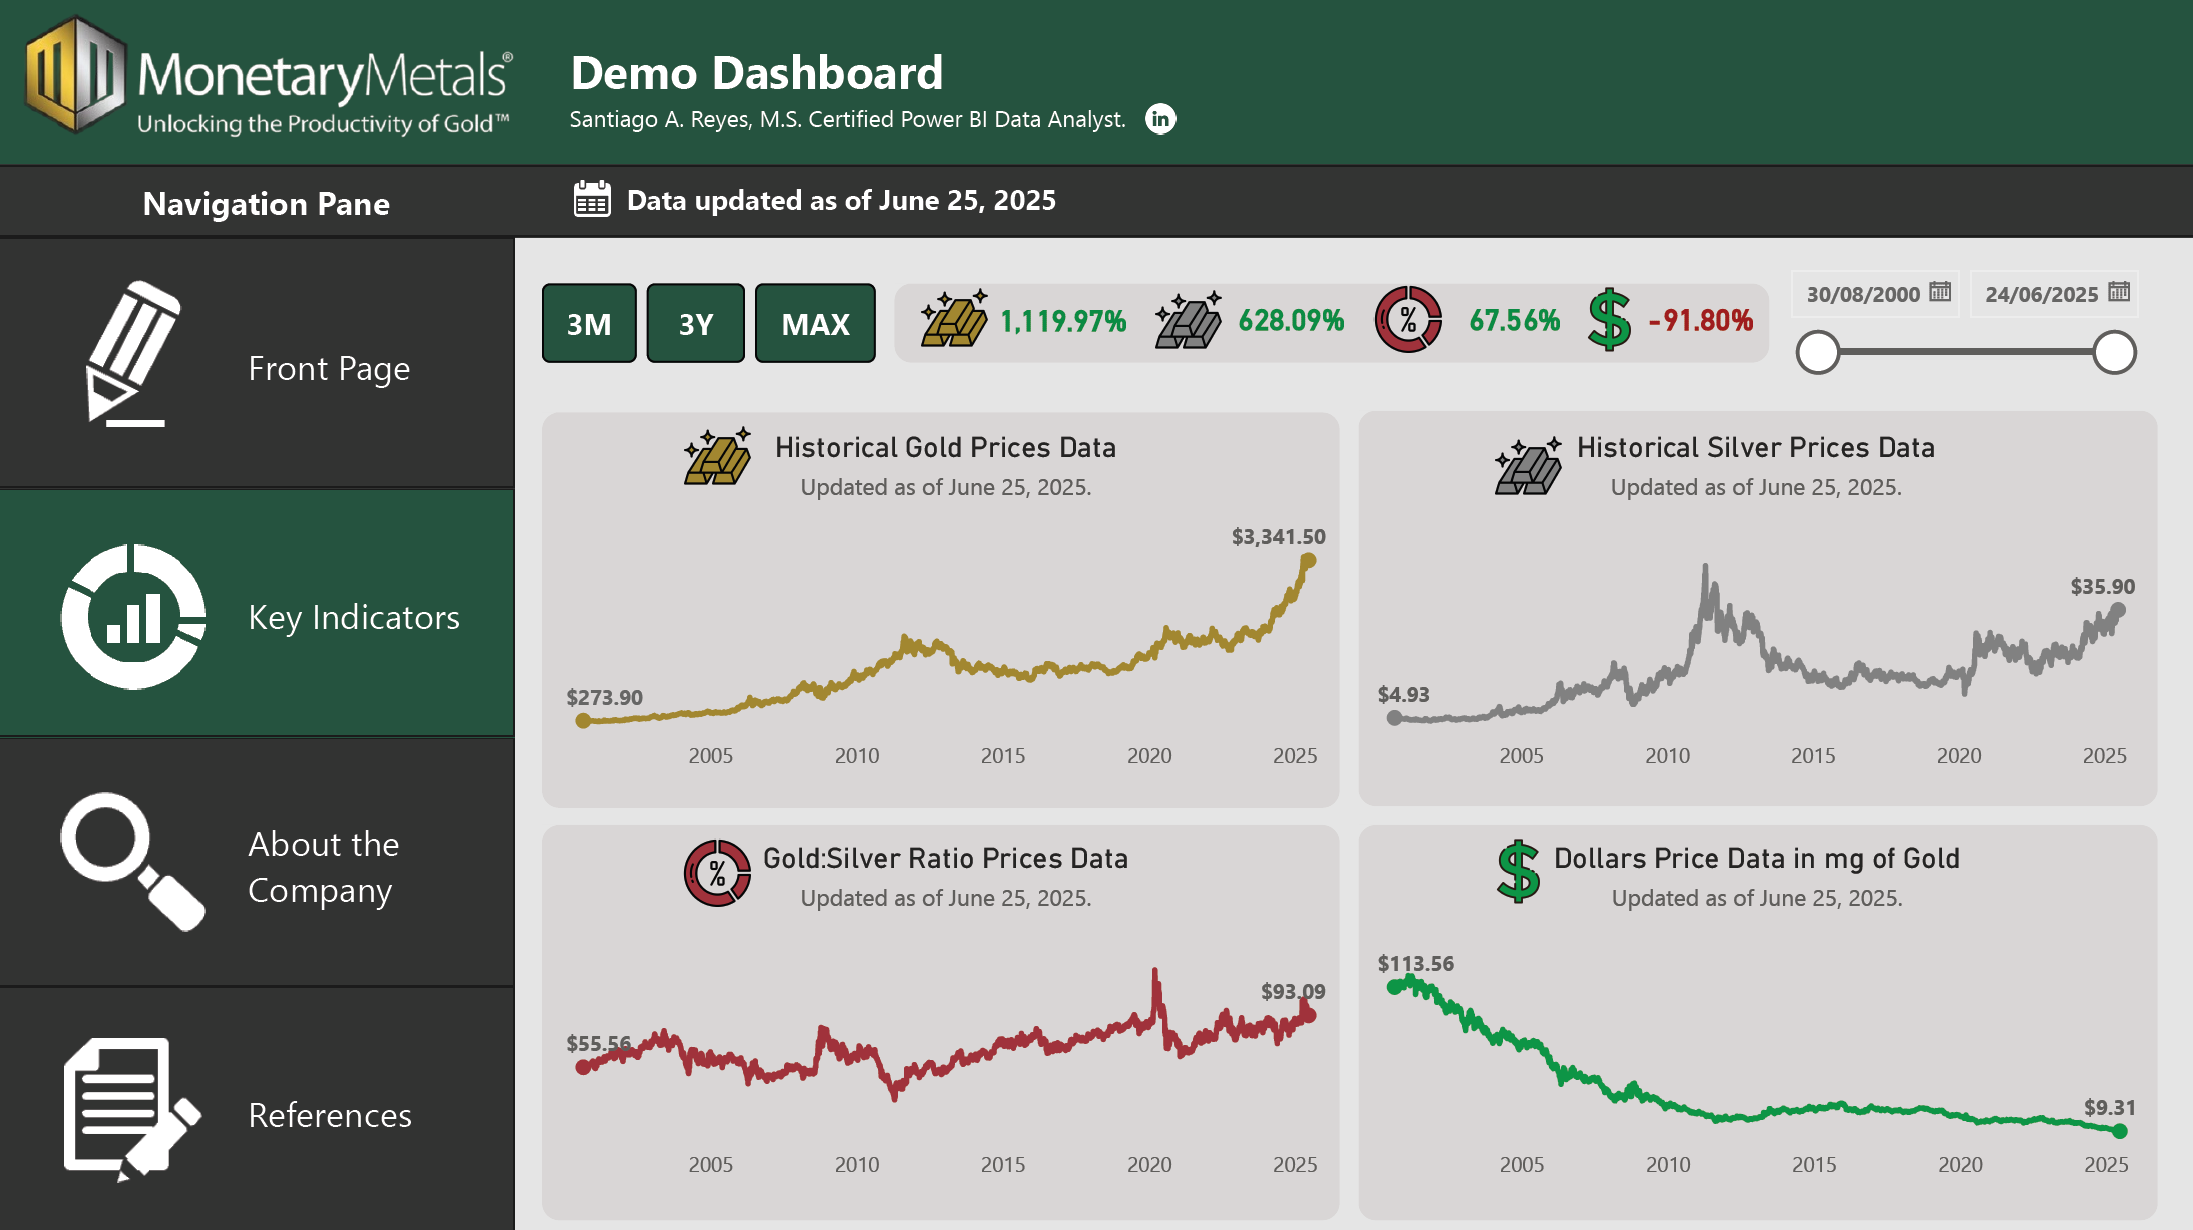 MonetaryMetals®
Unlocking the Productivity of Gold™
Demo Dashboard
Santiago A. Reyes, M.S. Certified Power BI Data Analyst.
in
Navigation Pane
Data updated as of June 25, 2025
Front Page
Key Indicators
About the
Company
References
3M
3Y
MAX
1,119.97%
628.09%
%
67.56%
$
-91.80%
30/08/2000
24/06/2025
Historical Gold Prices Data
Updated as of June 25, 2025.
$3,341.50
$273.90
2005 2010 2015 2020 2025
Historical Silver Prices Data
Updated as of June 25, 2025.
$35.90
$4.93
2005 2010 2015 2020 2025
%
Gold:Silver Ratio Prices Data
Updated as of June 25, 2025.
$93.09
$55.56
2005 2010 2015 2020 2025
$
Dollars Price Data in mg of Gold
Updated as of June 25, 2025.
$113.56
$9.31
2005 2010 2015 2020 2025